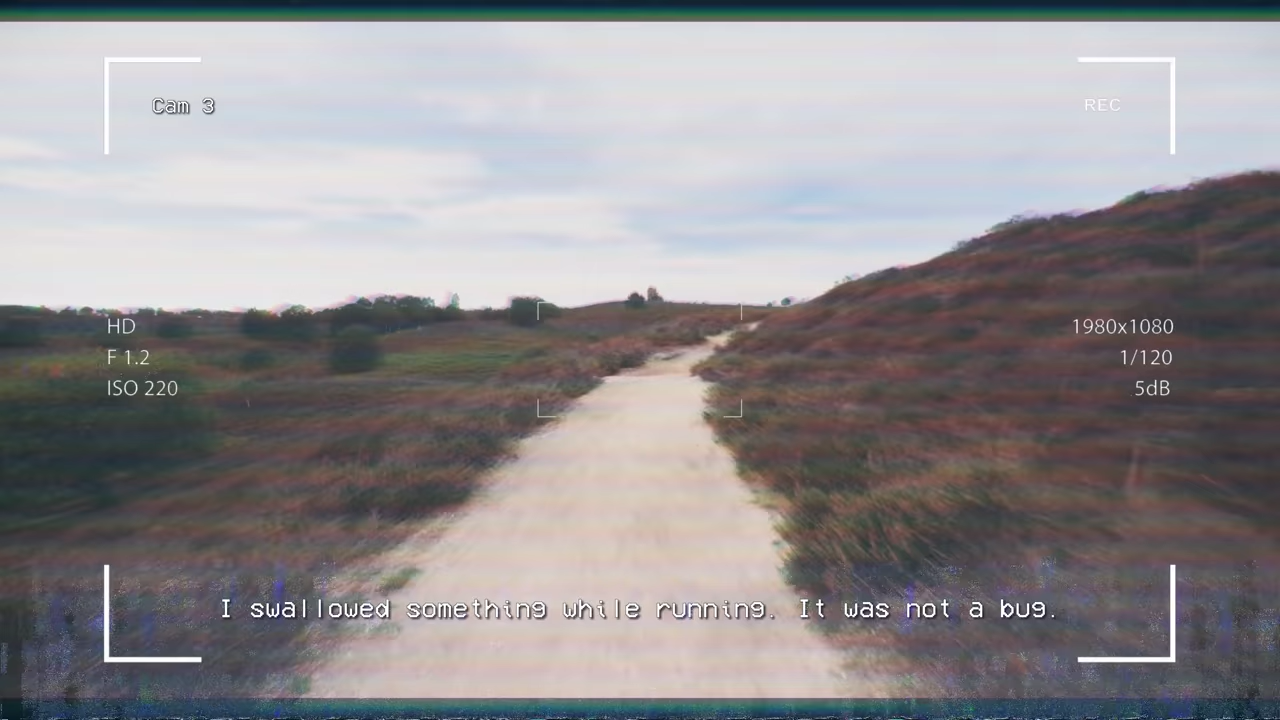 Cam 3
REC
HD
F 1.2
ISO 220
1980x1080
1/120
5dB
I swallowed something while running. It was not a bug.